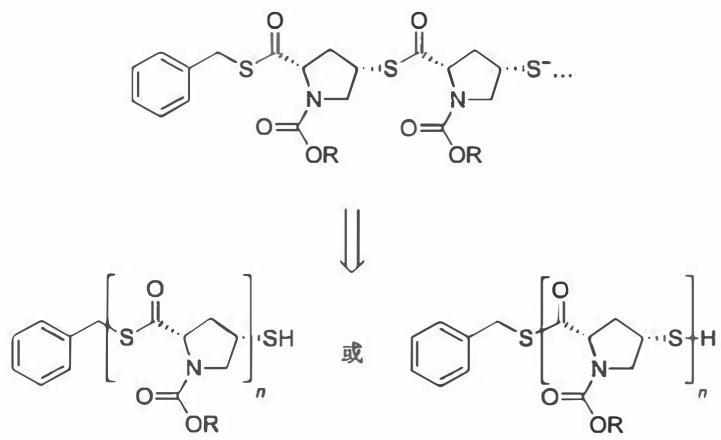 O O
S S S⁻ ...
N N
O O
OR OR
O O
S SH 或 S S H
N N
O n O n
OR OR